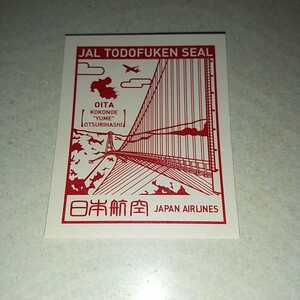 JAL TODOFUKEN SEAL
OITA
KOKONOE
"YUME"
OTSURIHASHI
日本航空 JAPAN AIRLINES